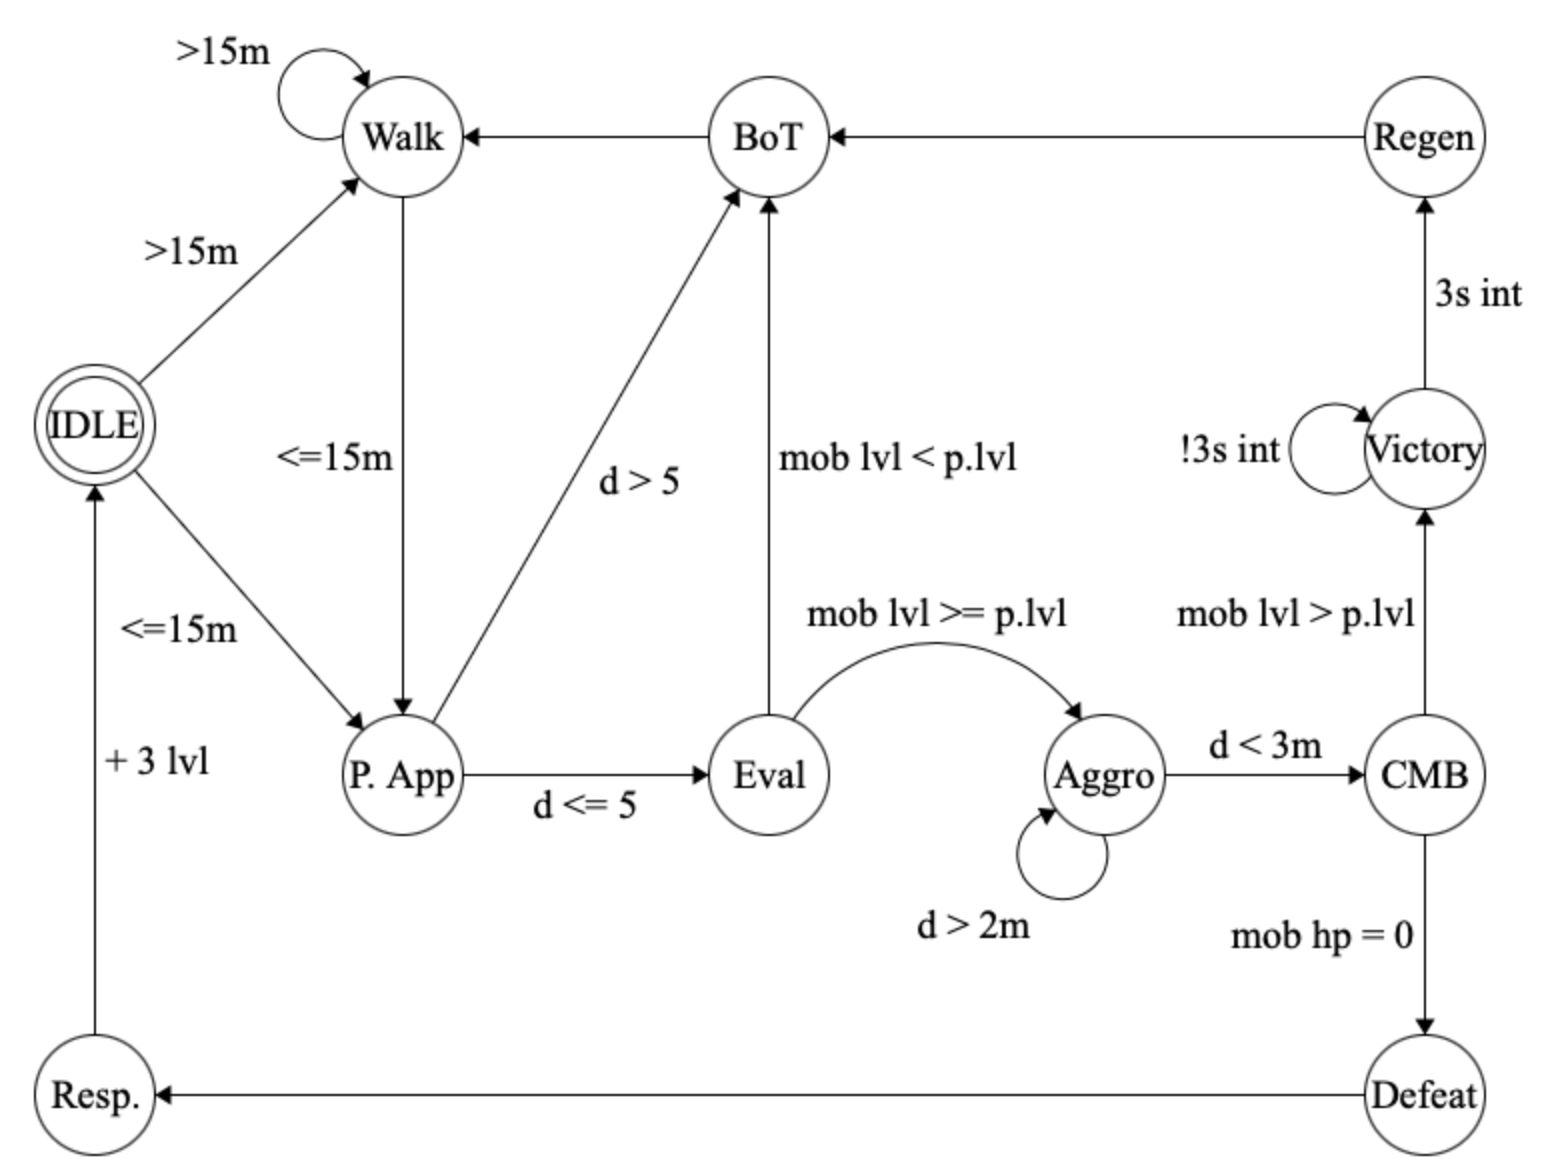 >15m
Walk
BoT
Regen
>15m
3s int
IDLE
<=15m
d > 5
mob lvl < p.lvl
!3s int
Victory
<=15m
mob lvl >= p.lvl
mob lvl > p.lvl
+ 3 lvl
P. App
d <= 5
Eval
Aggro
d < 3m
CMB
d > 2m
mob hp = 0
Resp.
Defeat